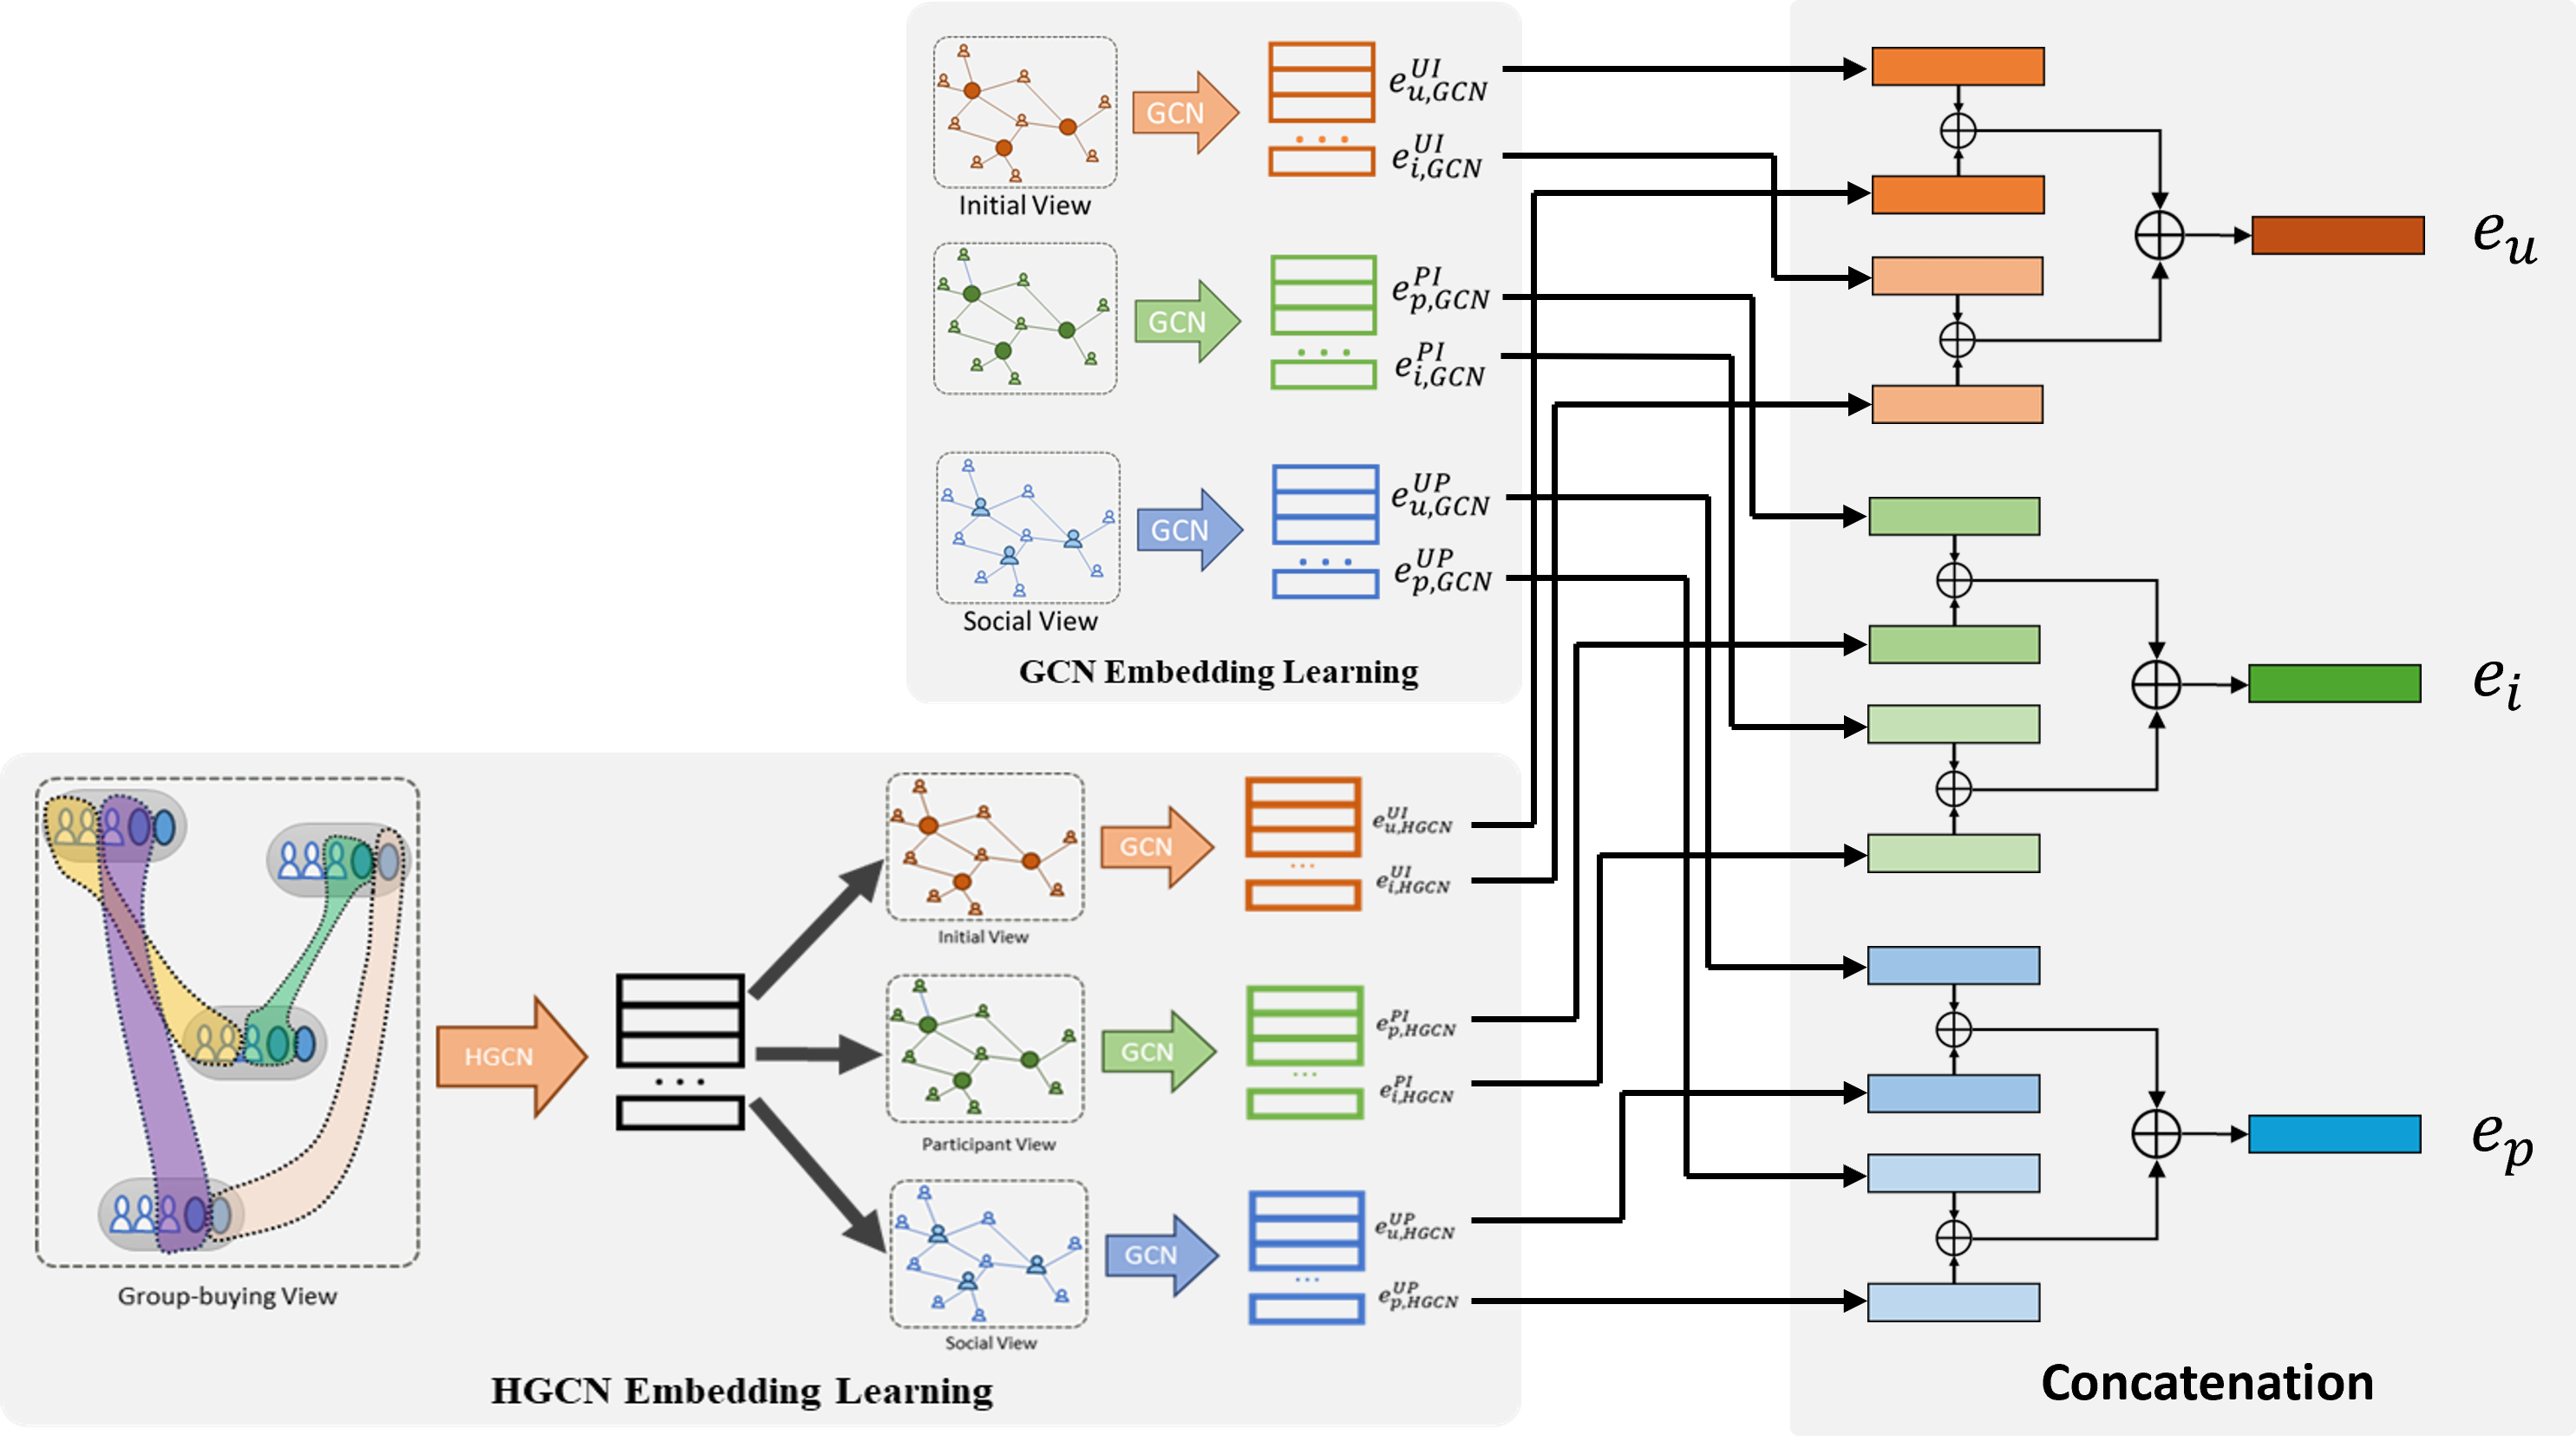 GCN
e_{u,GCN}^{UI}
e_{i,GCN}^{UI}
Initial View
GCN
e_{p,GCN}^{PI}
e_{i,GCN}^{PI}
GCN
e_{u,GCN}^{UP}
e_{p,GCN}^{UP}
Social View
GCN Embedding Learning
Group-buying View
HGCN
GCN
e_{u,HGCN}^{UI}
e_{i,HGCN}^{UI}
Initial View
GCN
e_{p,HGCN}^{PI}
e_{i,HGCN}^{PI}
Participant View
GCN
e_{u,HGCN}^{UP}
e_{p,HGCN}^{UP}
Social View
HGCN Embedding Learning
e_u
e_i
e_p
Concatenation